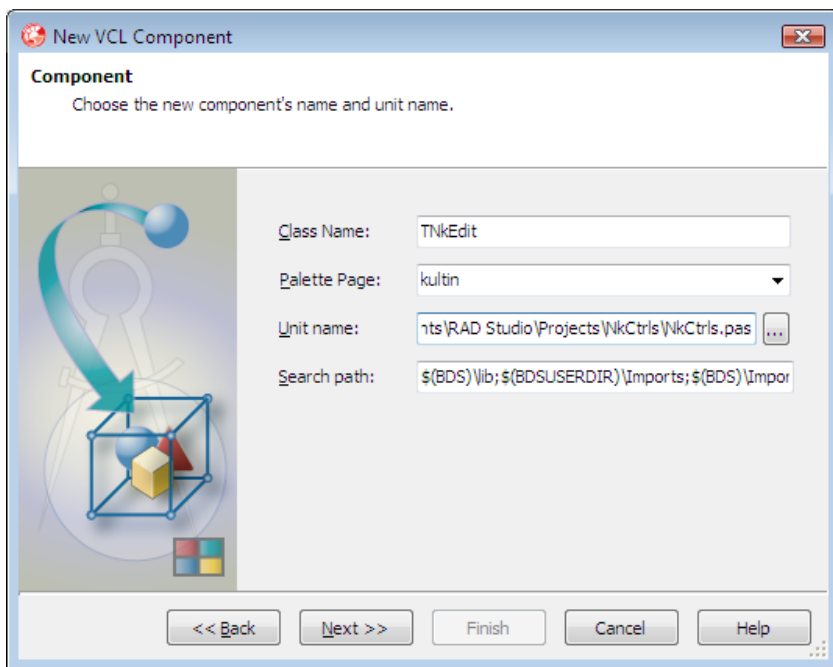 New VCL Component
Component
Choose the new component's name and unit name.
Class Name: TNkEdit
Palette Page: kultin
Unit name: nts\RAD Studio\Projects\NkCtrls\NkCtrls.pas ...
Search path: $(BDS)\lib;$(BDSUSERDIR)\Imports;$(BDS)\Impor
<< Back Next >> Finish Cancel Help